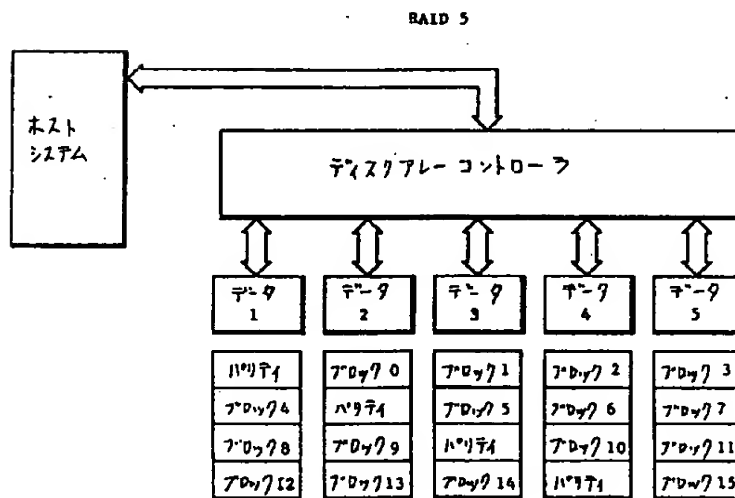 RAID 5
ホスト
システム
ディスクアレー コントローラ
データ
1
データ
2
データ
3
データ
4
データ
5
パリティ
ブロック 0
ブロック 1
ブロック 2
ブロック 3
ブロック 4
パリティ
ブロック 5
ブロック 6
ブロック 7
ブロック 8
ブロック 9
パリティ
ブロック 10
ブロック 11
ブロック 12
ブロック 13
ブロック 14
パリティ
ブロック 15